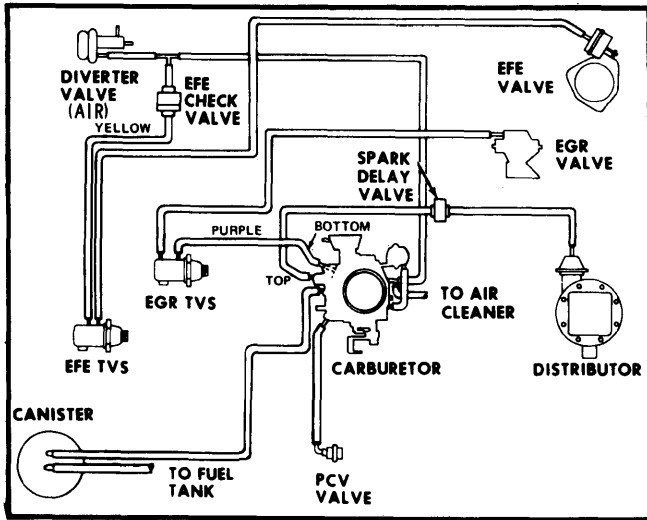 DIVERTER
VALVE
(AIR)
EFE
CHECK
VALVE
YELLOW
EFE
VALVE
EGR
VALVE
SPARK
DELAY
VALVE
PURPLE
BOTTOM
TOP
EGR TVS
EFE TVS
TO AIR
CLEANER
CARBURETOR
DISTRIBUTOR
CANISTER
TO FUEL
TANK
PCV
VALVE